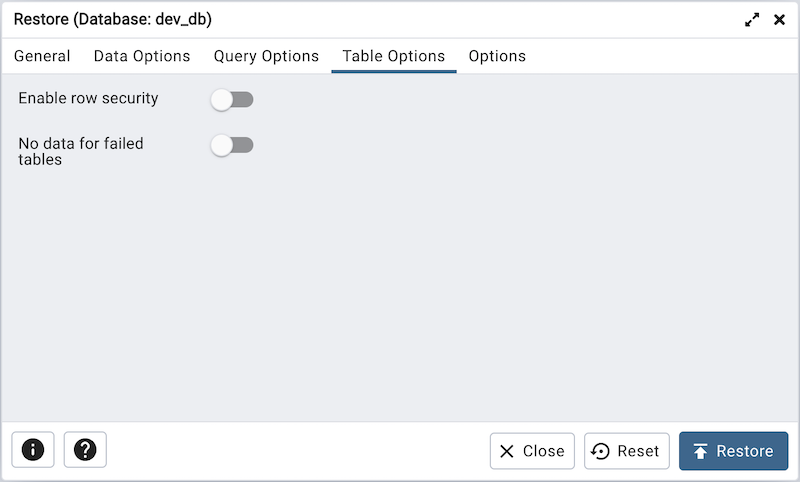 Restore (Database: dev_db)
General Data Options Query Options Table Options Options
Enable row security
No data for failed
tables
Close Reset Restore